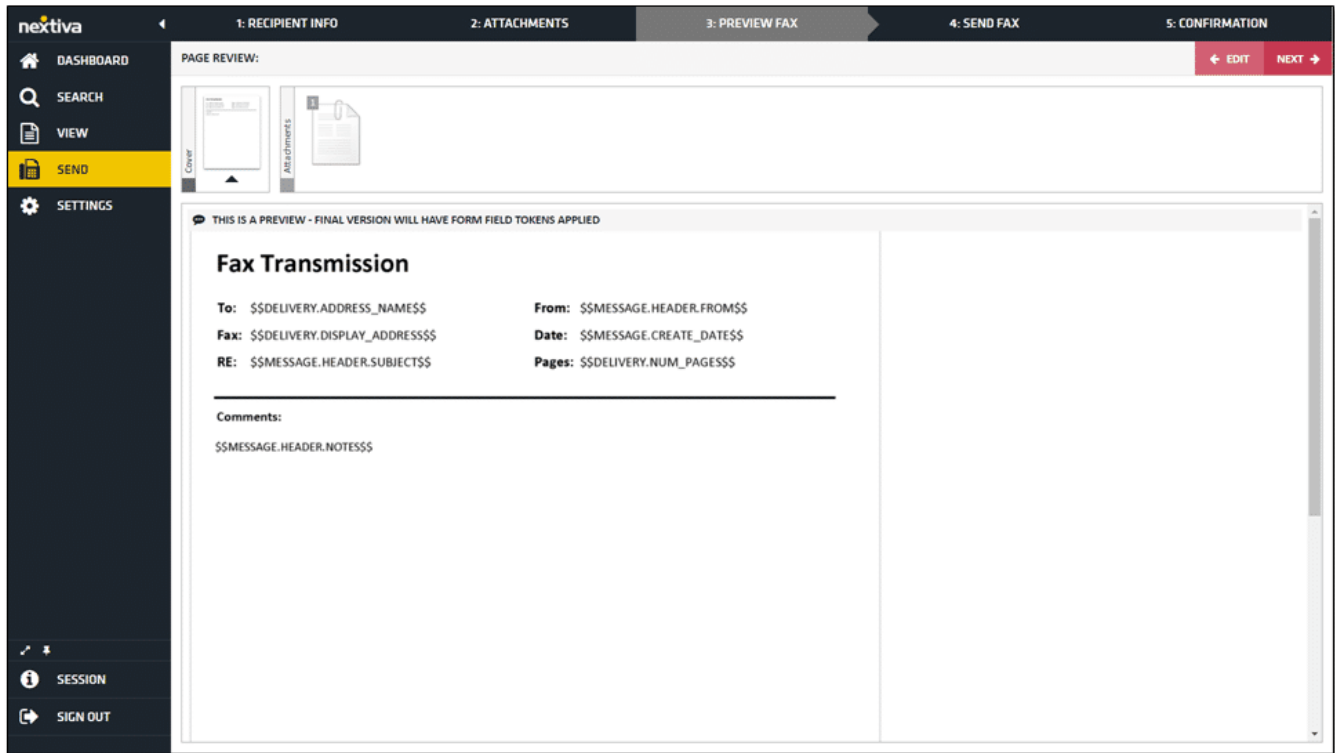 nextiva
1: RECIPIENT INFO
2: ATTACHMENTS
3: PREVIEW FAX
4: SEND FAX
5: CONFIRMATION
DASHBOARD
SEARCH
VIEW
SEND
SETTINGS
SESSION
SIGN OUT
PAGE REVIEW:
EDIT
NEXT
Cover
Attachments
1
THIS IS A PREVIEW - FINAL VERSION WILL HAVE FORM FIELD TOKENS APPLIED
Fax Transmission
To: $$DELIVERY.ADDRESS_NAME$$
From: $$MESSAGE.HEADER.FROM$$
Fax: $$DELIVERY.DISPLAY_ADDRESS$$
Date: $$MESSAGE.CREATE_DATE$$
RE: $$MESSAGE.HEADER.SUBJECT$$
Pages: $$DELIVERY.NUM_PAGES$$
Comments:
$$MESSAGE.HEADER.NOTES$$